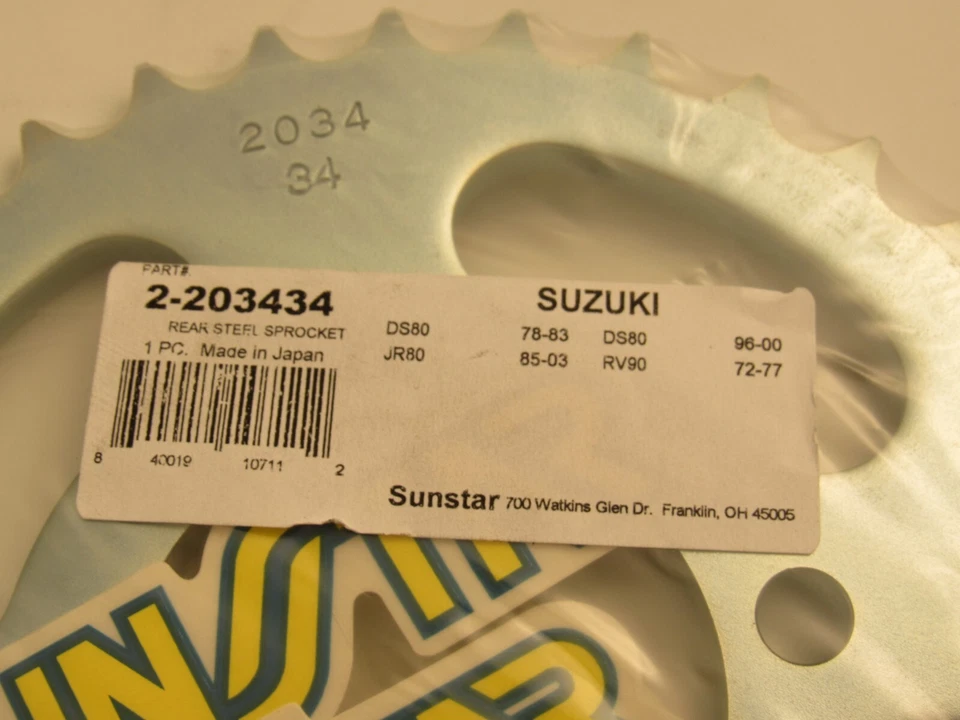 2034
34
PART#
2-203434
REAR STEEL SPROCKET
1 PC. Made in Japan
8 40019 10711 2
SUZUKI
DS80 78-83 DS80 96-00
JR80 85-03 RV90 72-77
Sunstar 700 Watkins Glen Dr. Franklin, OH 45005